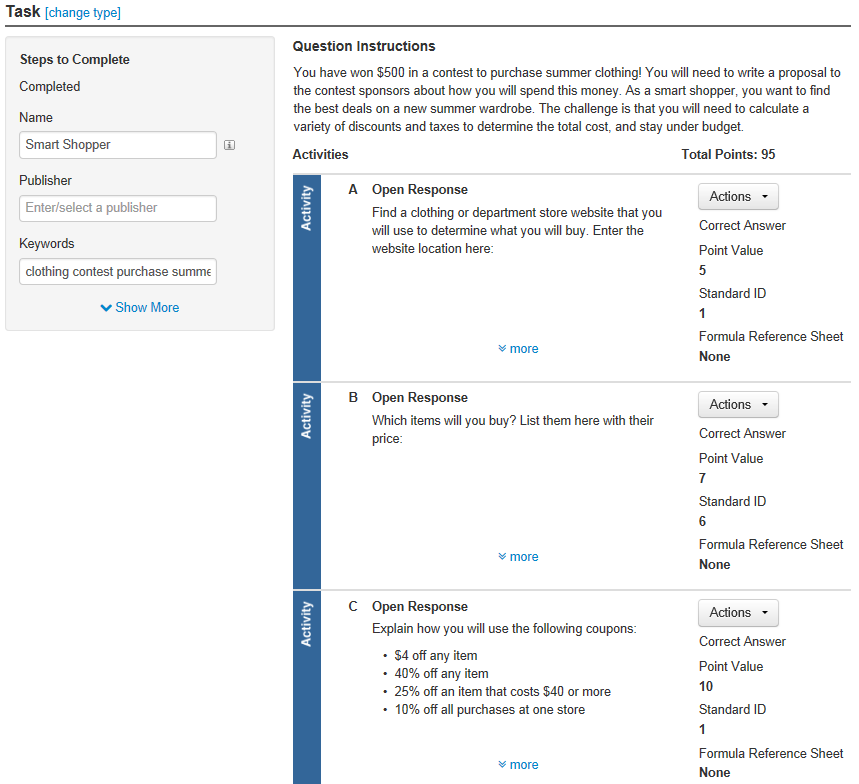 Task [change type]
Steps to Complete
Completed
Name
Smart Shopper
Publisher
Enter/select a publisher
Keywords
clothing contest purchase summe
Show More
Question Instructions
You have won $500 in a contest to purchase summer clothing! You will need to write a proposal to
the contest sponsors about how you will spend this money. As a smart shopper, you want to find
the best deals on a new summer wardrobe. The challenge is that you will need to calculate a
variety of discounts and taxes to determine the total cost, and stay under budget.
Activities Total Points: 95
Activity
A Open Response
Find a clothing or department store website that you
will use to determine what you will buy. Enter the
website location here:
more
Actions
Correct Answer
Point Value
5
Standard ID
1
Formula Reference Sheet
None
Activity
B Open Response
Which items will you buy? List them here with their
price:
more
Actions
Correct Answer
Point Value
7
Standard ID
6
Formula Reference Sheet
None
Activity
C Open Response
Explain how you will use the following coupons:
• $4 off any item
• 40% off any item
• 25% off an item that costs $40 or more
• 10% off all purchases at one store
more
Actions
Correct Answer
Point Value
10
Standard ID
1
Formula Reference Sheet
None